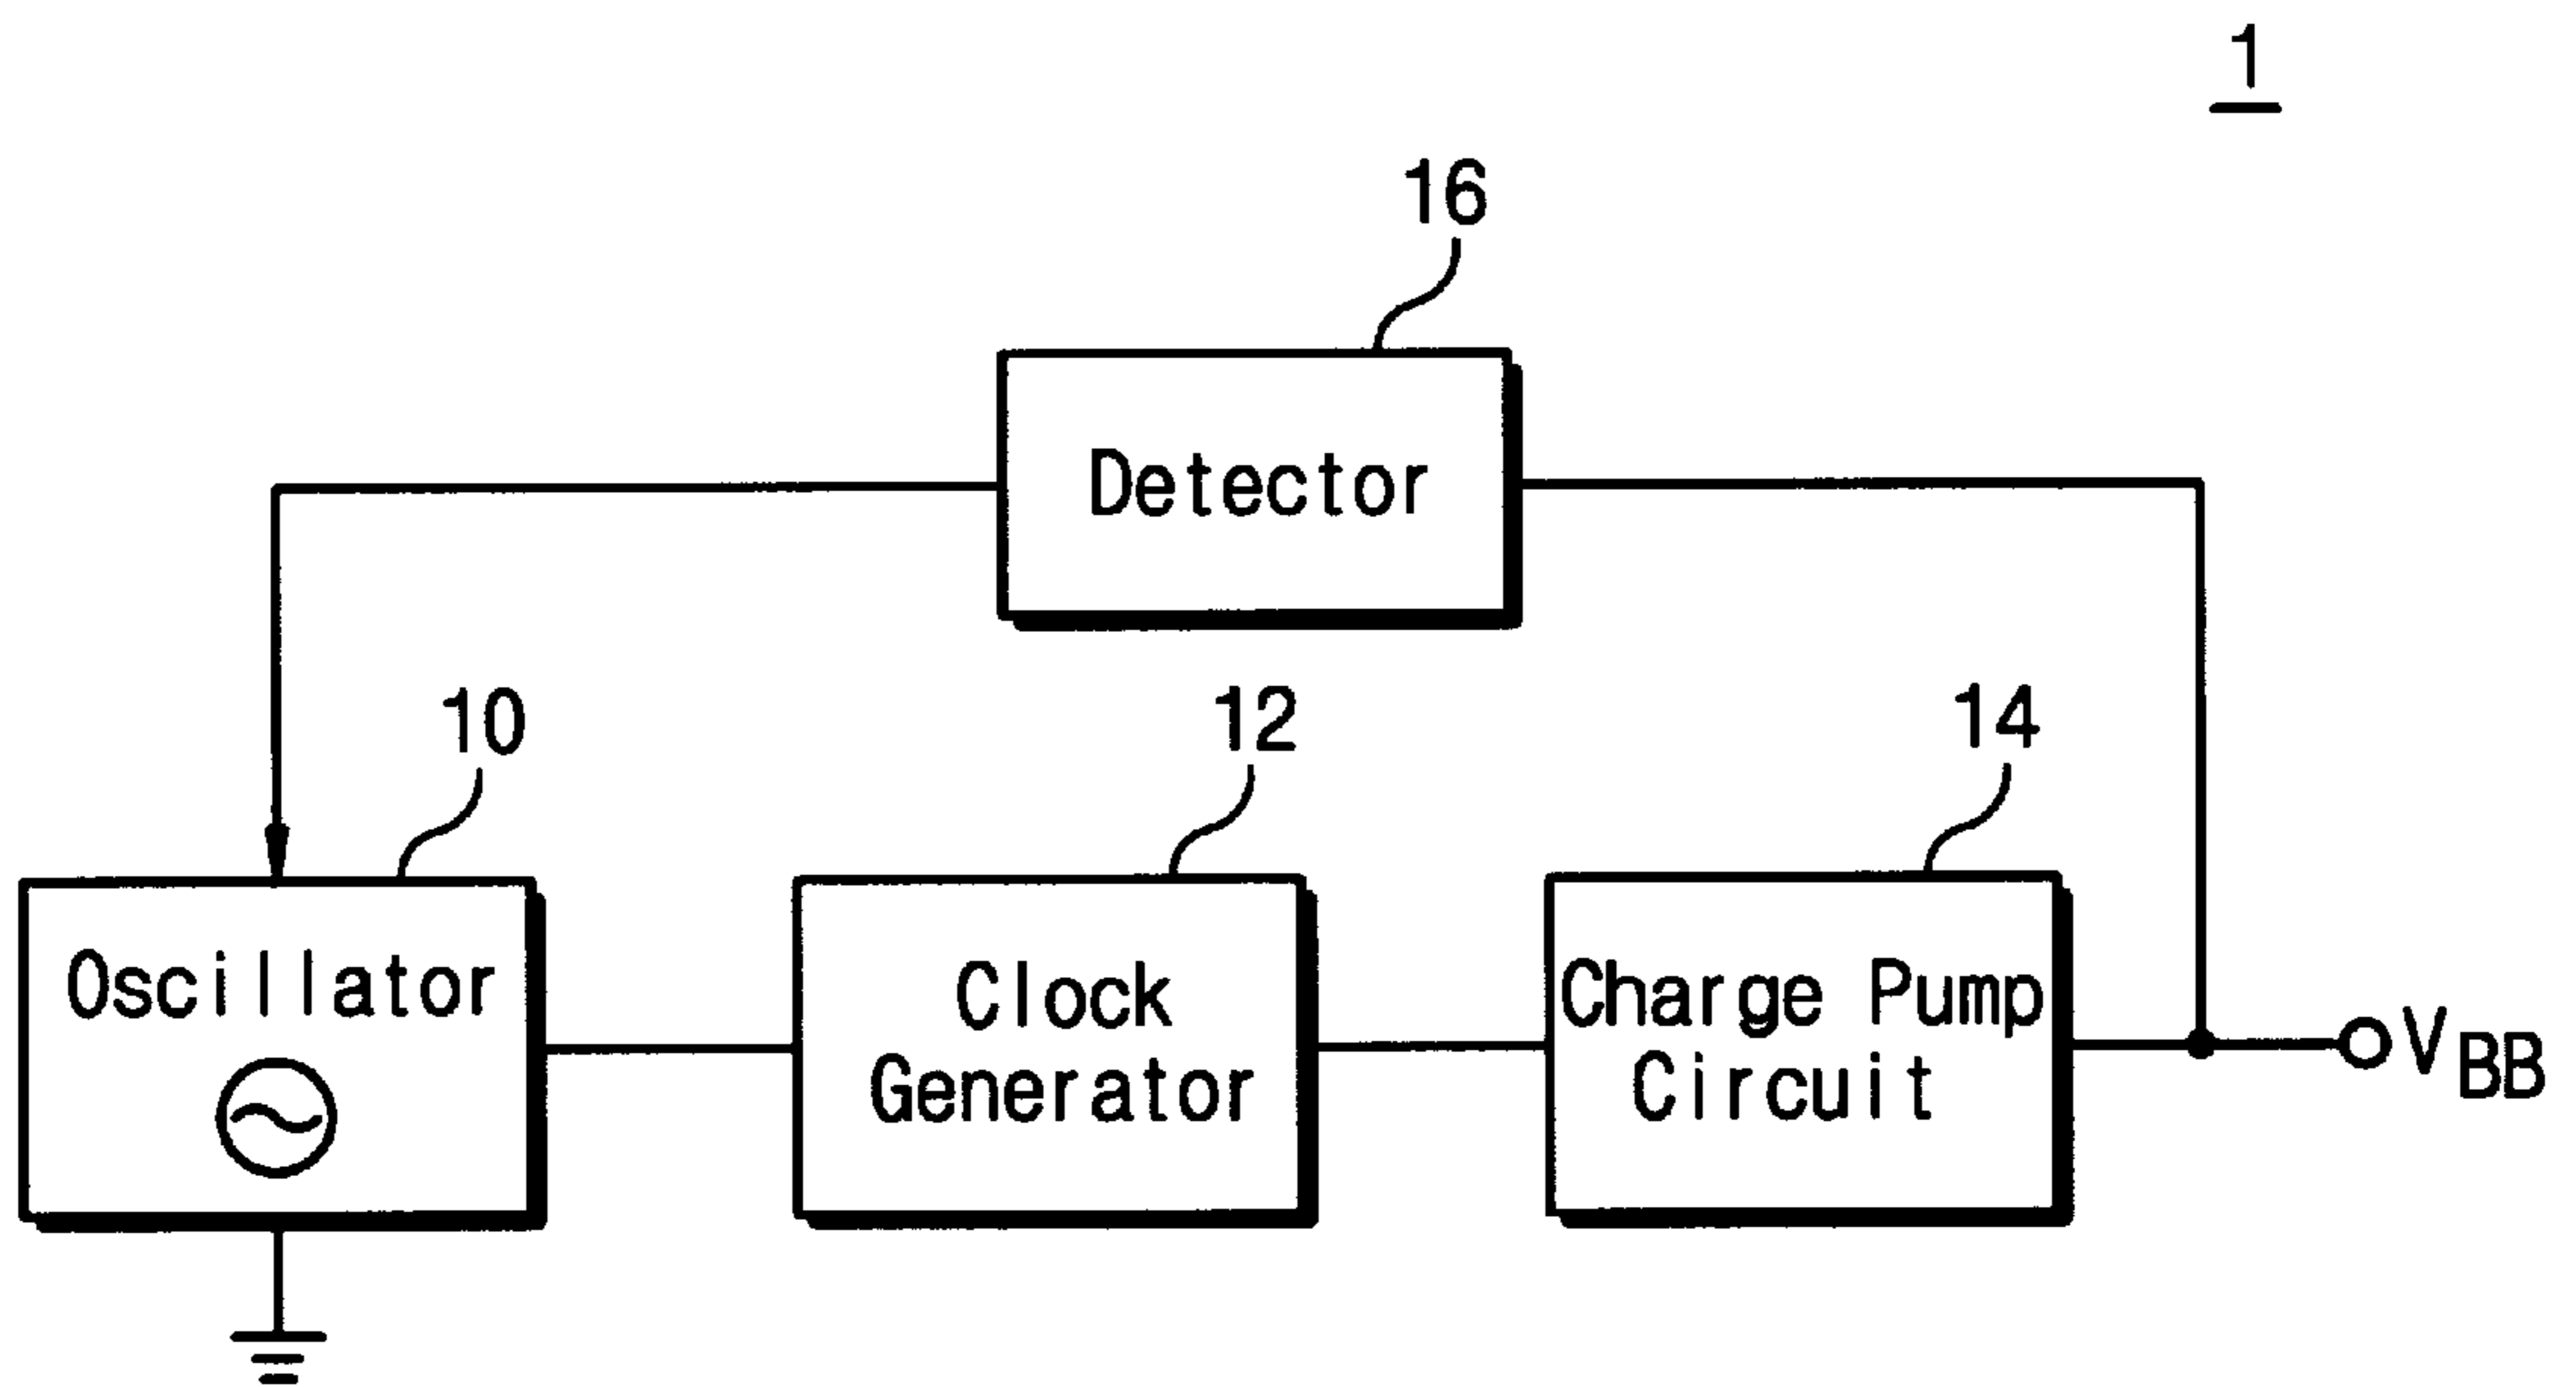 1
16
Detector
10
12
14
Oscillator
Clock
Generator
Charge Pump
Circuit
VBB